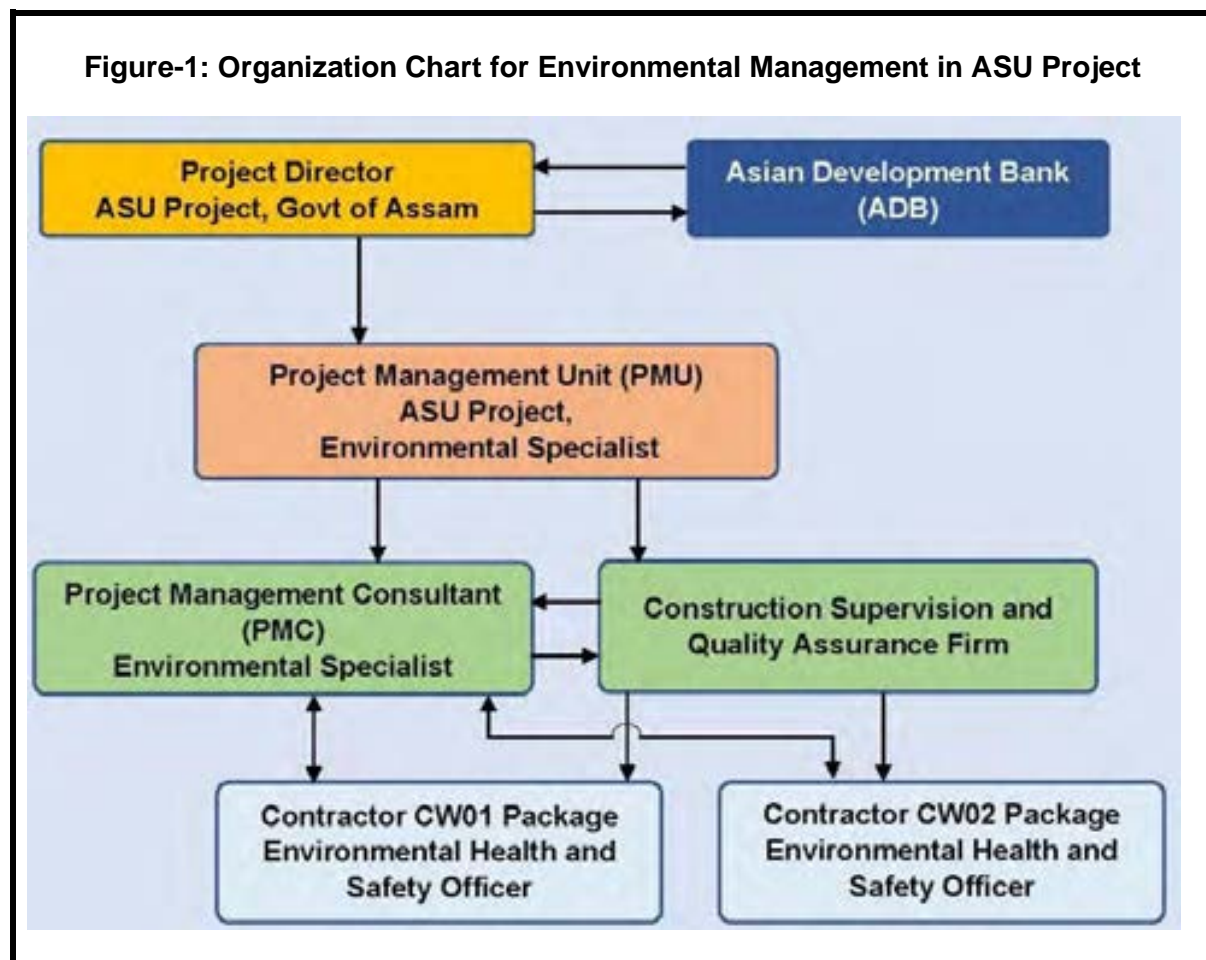 Figure-1: Organization Chart for Environmental Management in ASU Project
Project Director
ASU Project, Govt of Assam
Asian Development Bank
(ADB)
Project Management Unit (PMU)
ASU Project,
Environmental Specialist
Project Management Consultant
(PMC)
Environmental Specialist
Construction Supervision and
Quality Assurance Firm
Contractor CW01 Package
Environmental Health and
Safety Officer
Contractor CW02 Package
Environmental Health and
Safety Officer